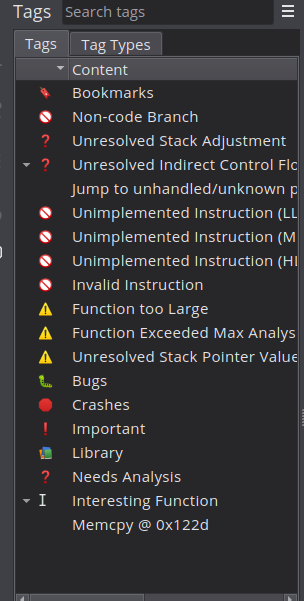 Tags Search tags
Tags Tag Types
Content
Bookmarks
Non-code Branch
Unresolved Stack Adjustment
Unresolved Indirect Control Flo
Jump to unhandled/unknown p
Unimplemented Instruction (LL
Unimplemented Instruction (M
Unimplemented Instruction (HL
Invalid Instruction
Function too Large
Function Exceeded Max Analys
Unresolved Stack Pointer Value
Bugs
Crashes
Important
Library
Needs Analysis
Interesting Function
Memcpy @ 0x122d